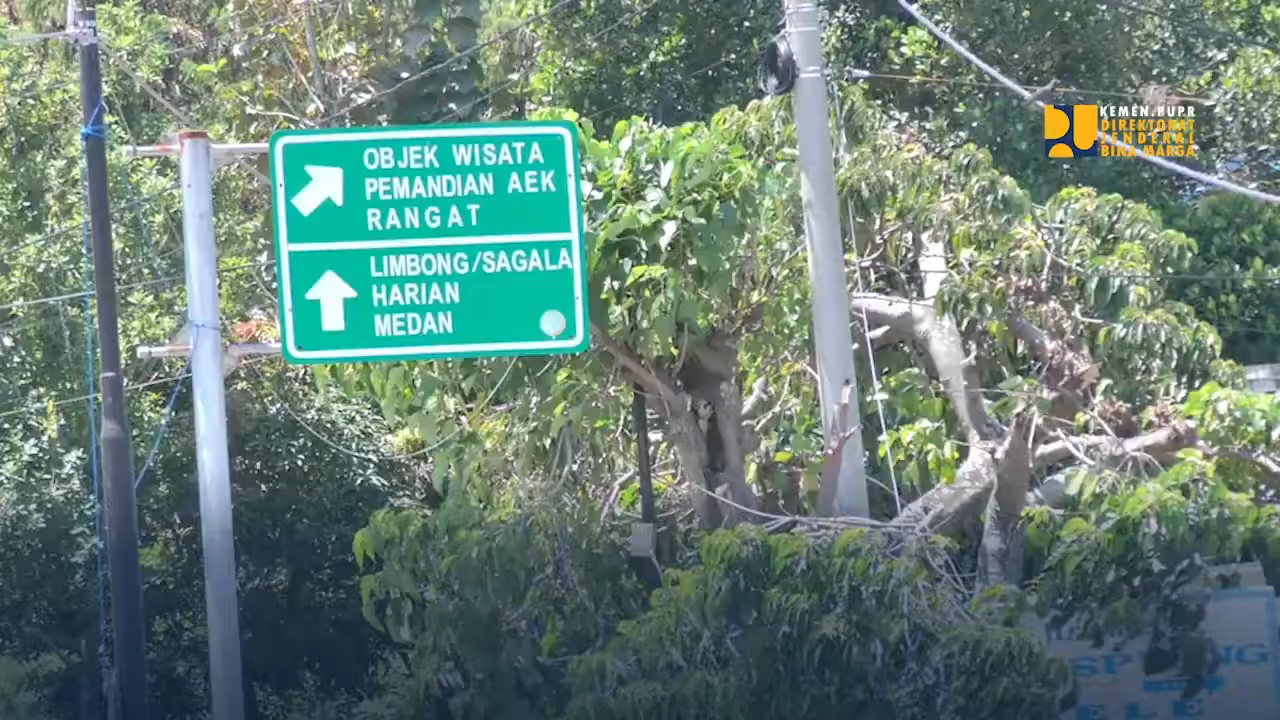 OBJEK WISATA
PEMANDIAN AEK
RANGAT
LIMBONG/SAGALA
HARIAN
MEDAN
KEMEN.PUPR
DIREKTORAT
JENDERAL
BINA MARGA